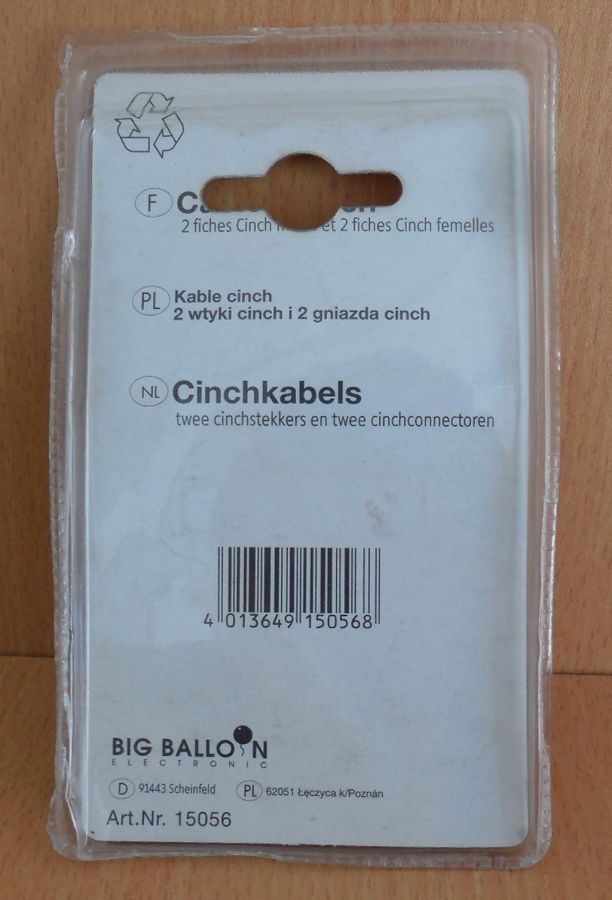 F
2 fiches Cinch et 2 fiches Cinch femelles
PL Kable cinch
2 wtyki cinch i 2 gniazda cinch
NL Cinchkabels
twee cinchstekkers en twee cinchconnectoren
4 013649 150568
BIG BALLOON
ELECTRONIC
D 91443 Scheinfeld PL 62051 Łęczyca k/Poznán
Art.Nr. 15056